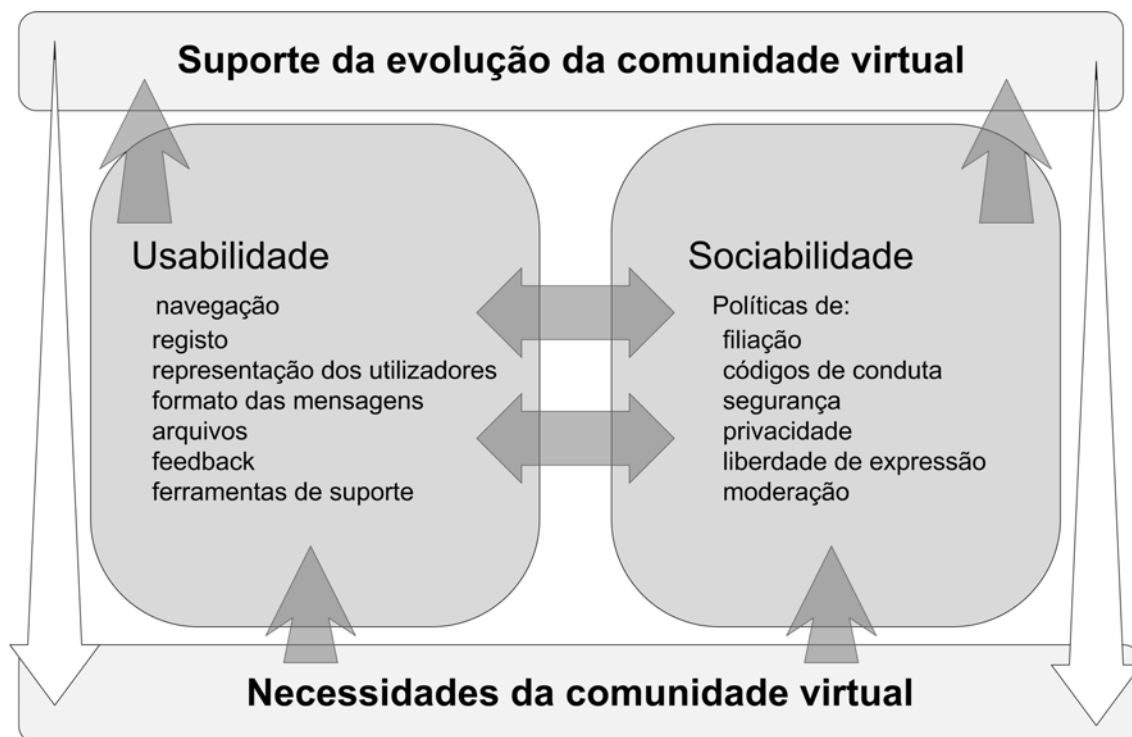 Suporte da evolução da comunidade virtual
Usabilidade
navegação
registo
representação dos utilizadores
formato das mensagens
arquivos
feedback
ferramentas de suporte
Sociabilidade
Políticas de:
filiação
códigos de conduta
segurança
privacidade
liberdade de expressão
moderação
Necessidades da comunidade virtual